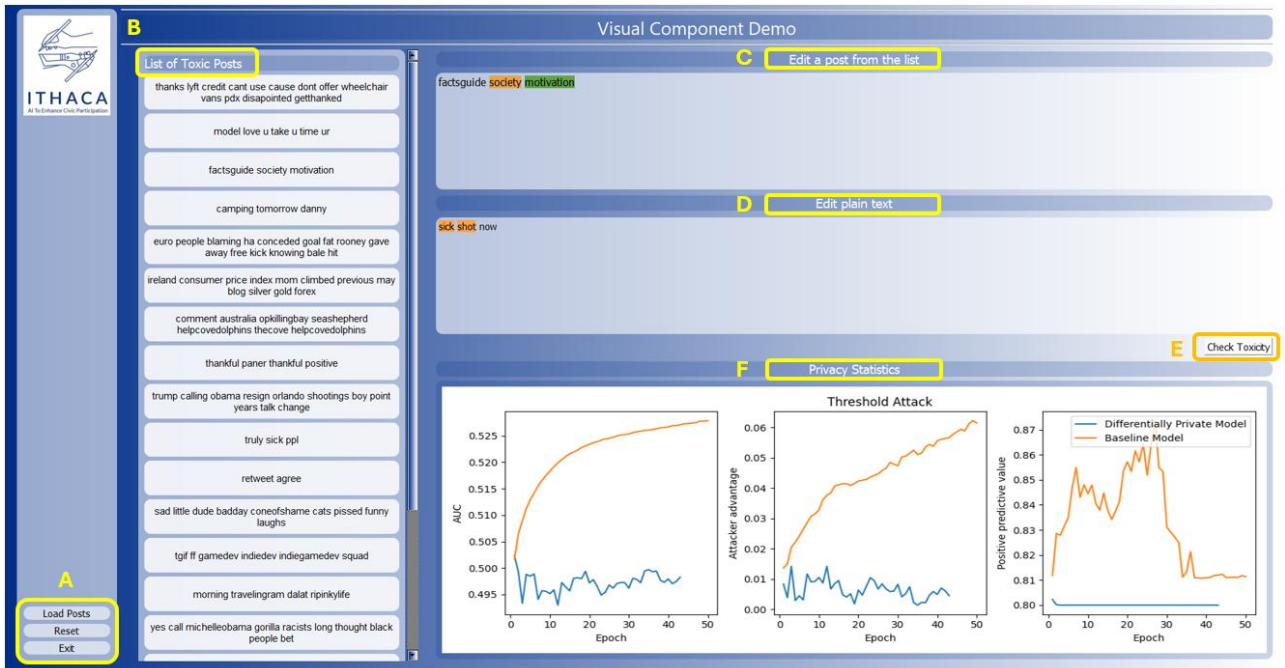 ITHACA
AI To Enhance Civic Participation
A
Load Posts
Reset
Exit
B
Visual Component Demo
List of Toxic Posts
thanks lyft credit cant use cause dont offer wheelchair
vans pdx disapointed getthanked
model love u take u time ur
factsguide society motivation
camping tomorrow danny
euro people blaming ha conceded goal fat rooney gave
away free kick knowing bale hit
ireland consumer price index mom climbed previous may
blog silver gold forex
comment australia opkillingbay seashepherd
helpcovedolphins thecove helpcovedolphins
thankful paner thankful positive
trump calling obama resign orlando shootings boy point
years talk change
truly sick ppl
retweet agree
sad little dude badday coneofshame cats pissed funny
laughs
tgif ff gamedev indiedev indiegamedev squad
morning travelingram dalat ripinkylife
yes call michelleobama gorilla racists long thought black
people bet
C
Edit a post from the list
factsguide society motivation
D
Edit plain text
sick shot now
E
Check Toxicity
F
Privacy Statistics
AUC
0.525
0.520
0.515
0.510
0.505
0.500
0.495
0 10 20 30 40 50
Epoch
Threshold Attack
Attacker advantage
0.06
0.05
0.04
0.03
0.02
0.01
0.00
0 10 20 30 40 50
Epoch
Positive predictive value
0.87
0.86
0.85
0.84
0.83
0.82
0.81
0.80
Differentially Private Model
Baseline Model
0 10 20 30 40 50
Epoch